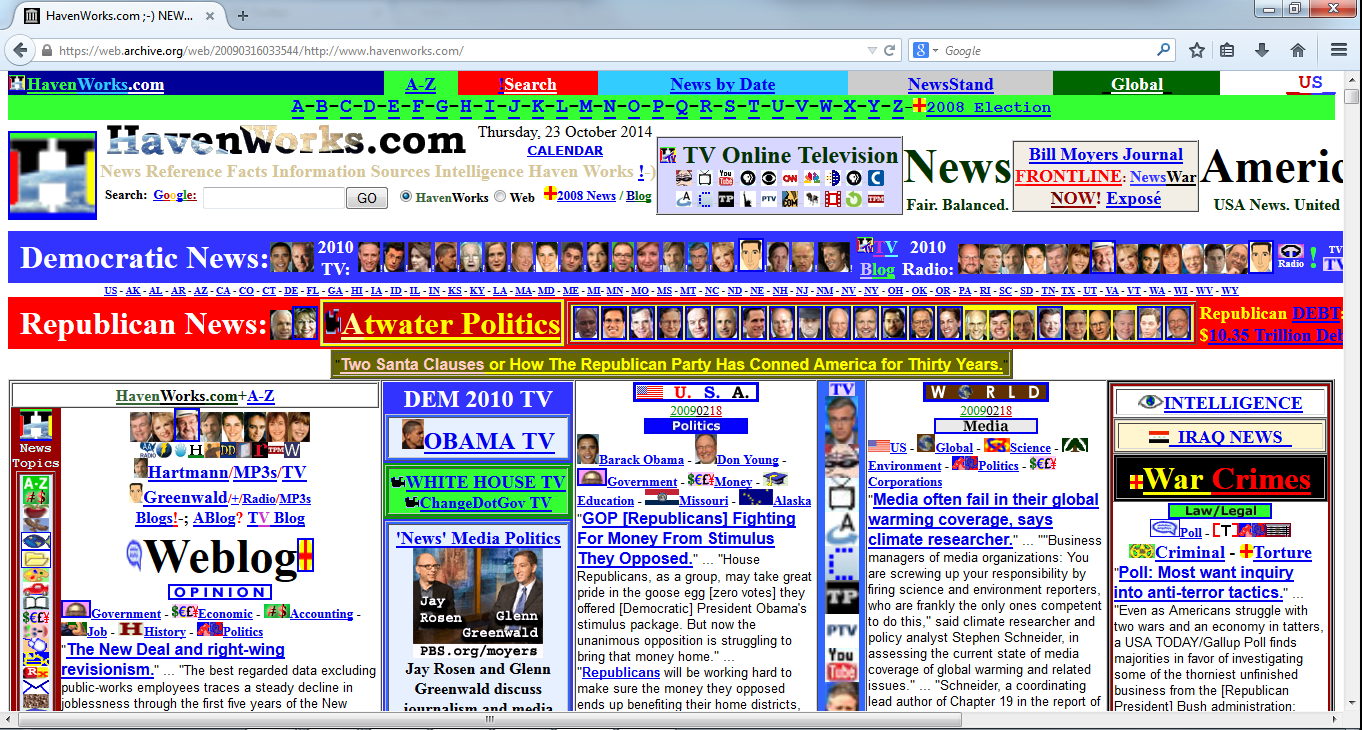 HavenWorks.com ;-) NEW...
https://web.archive.org/web/20090316033544/http://www.havenworks.com/
Google
HavenWorks.com A-Z !Search News by Date NewsStand Global US
A-B-C-D-E-F-G-H-I-J-K-L-M-N-O-P-Q-R-S-T-U-V-W-X-Y-Z-2008 Election
HavenWorks.com
Thursday, 23 October 2014
CALENDAR
News Reference Facts Information Sources Intelligence Haven Works !-)
Search: Google: GO HavenWorks Web 2008 News / Blog
TV Online Television
You Tube CNN
TP PTV TPM
News
Fair. Balanced.
Bill Moyers Journal
FRONTLINE: NewsWar
NOW! Exposé
Americ
USA News. United
Democratic News: 2010 TV: TV Blog 2010 Radio: Radio ! TV TV
US - AK - AL - AR - AZ - CA - CO - CT - DE - FL - GA - HI - IA - ID - IL - IN - KS - KY - LA - MA - MD - ME - MI - MN - MO - MS - MT - NC - ND - NE - NH - NJ - NM - NV - NY - OH - OK - OR - PA - RI - SC - SD - TN- TX - UT - VA - VT - WA - WI - WV - WY
Republican News: Atwater Politics Republican DEBT:
$10.35 Trillion Deb
"Two Santa Clauses or How The Republican Party Has Conned America for Thirty Years."
HavenWorks.com+A-Z
News
Topics
A-Z
Hartmann/MP3s/TV
Greenwald/+/Radio/MP3s
Blogs!-; ABlog? TV Blog
Weblog
OPINION
Government - $€£¥Economic - Accounting -
Job - History - Politics
"The New Deal and right-wing
revisionism." ... "The best regarded data excluding
public-works employees traces a steady decline in
joblessness through the first five years of the New
DEM 2010 TV
OBAMA TV
WHITE HOUSE TV
ChangeDotGov TV
'News' Media Politics
Jay
Rosen
Glenn
Greenwald
PBS.org/moyers
Jay Rosen and Glenn
Greenwald discuss
journalism and media
U. S. A.
20090218
Politics
Barack Obama - Don Young -
Government - $€£¥Money -
Education - Missouri - Alaska
"GOP [Republicans] Fighting
For Money From Stimulus
They Opposed." ... "House
Republicans, as a group, may take great
pride in the goose egg [zero votes] they
offered [Democratic] President Obama's
stimulus package. But now the
unanimous opposition is struggling to
bring that money home." ...
"Republicans will be working hard to
make sure the money they opposed
ends up benefiting their home districts,
TV
TP
PTV
You
Tube
WORLD
20090218
Media
US - Global - Science -
Environment - Politics - $€£¥
Corporations
"Media often fail in their global
warming coverage, says
climate researcher." ... ""Business
managers of media organizations: You
are screwing up your responsibility by
firing science and environment reporters,
who are frankly the only ones competent
to do this," said climate researcher and
policy analyst Stephen Schneider, in
assessing the current state of media
coverage of global warming and related
issues." ... "Schneider, a coordinating
lead author of Chapter 19 in the report of
INTELLIGENCE
IRAQ NEWS
War Crimes
Law/Legal
Poll - [T]
Criminal - Torture
"Poll: Most want inquiry
into anti-terror tactics." ...
"Even as Americans struggle with
two wars and an economy in tatters,
a USA TODAY/Gallup Poll finds
majorities in favor of investigating
some of the thorniest unfinished
business from the [Republican
President] Bush administration: